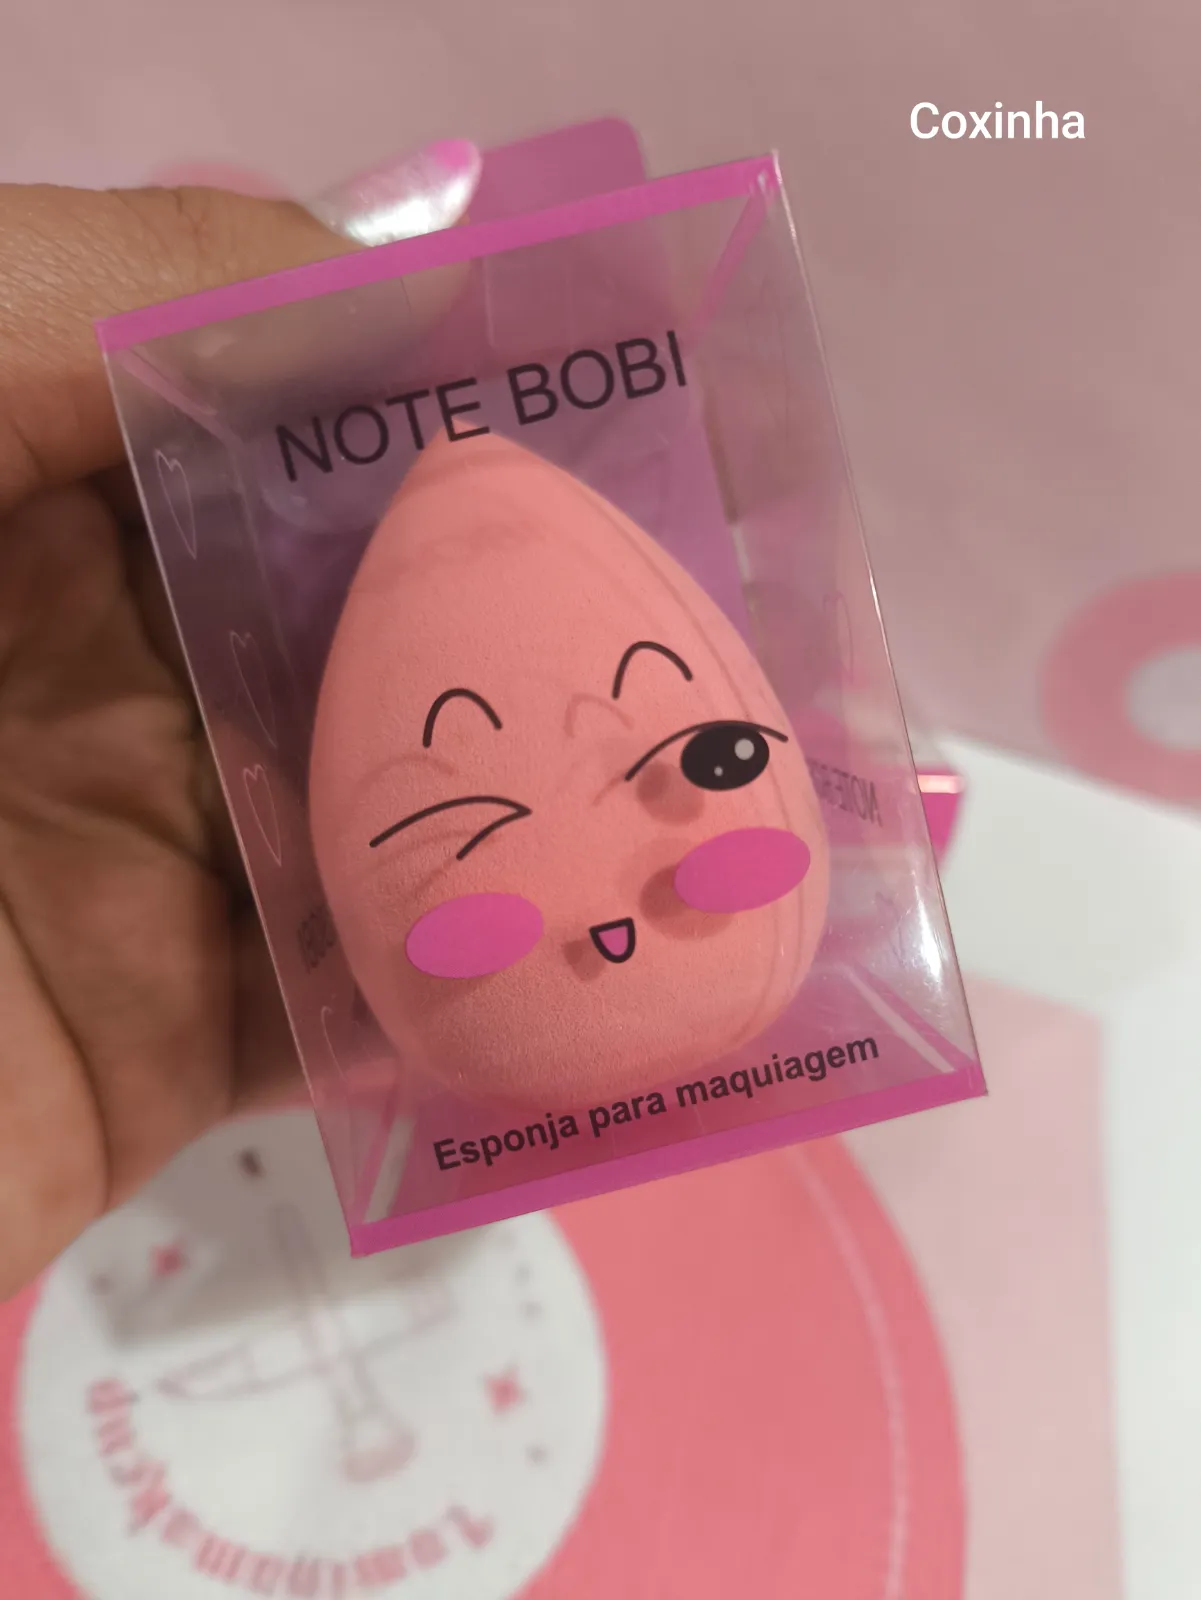 Coxinha
NOTE BOBI
Esponja para maquiagem